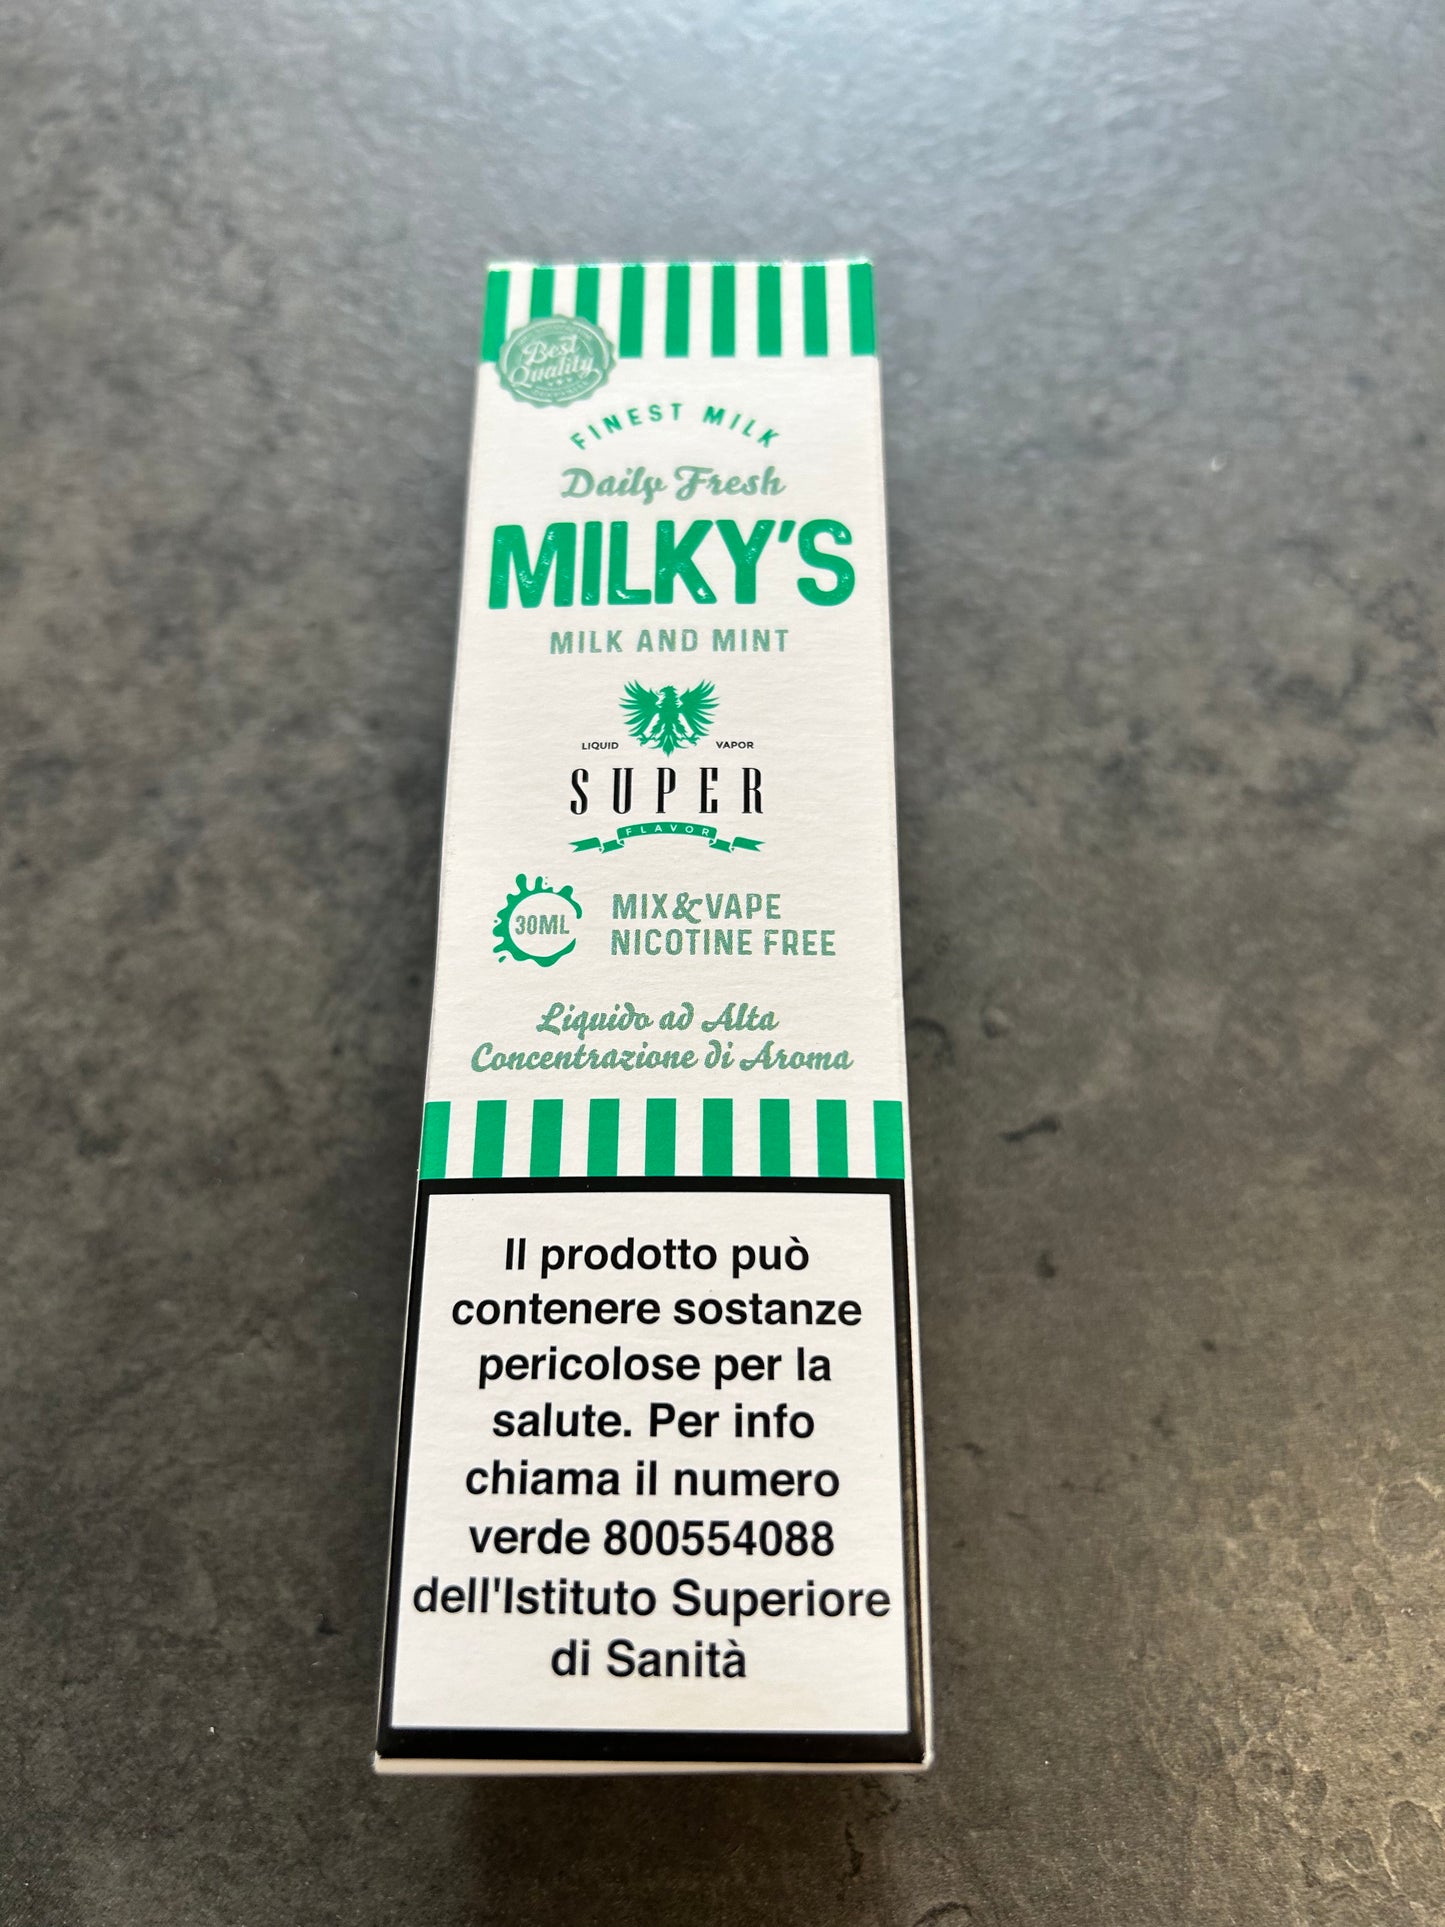 Best
Quality
FINEST MILK
Daily Fresh
MILKY'S
MILK AND MINT
LIQUID VAPOR
SUPER
FLAVOR
30ML
MIX&VAPE
NICOTINE FREE
Liquido ad Alta
Concentrazione di Aroma
Il prodotto può
contenere sostanze
pericolose per la
salute. Per info
chiama il numero
verde 800554088
dell'Istituto Superiore
di Sanità